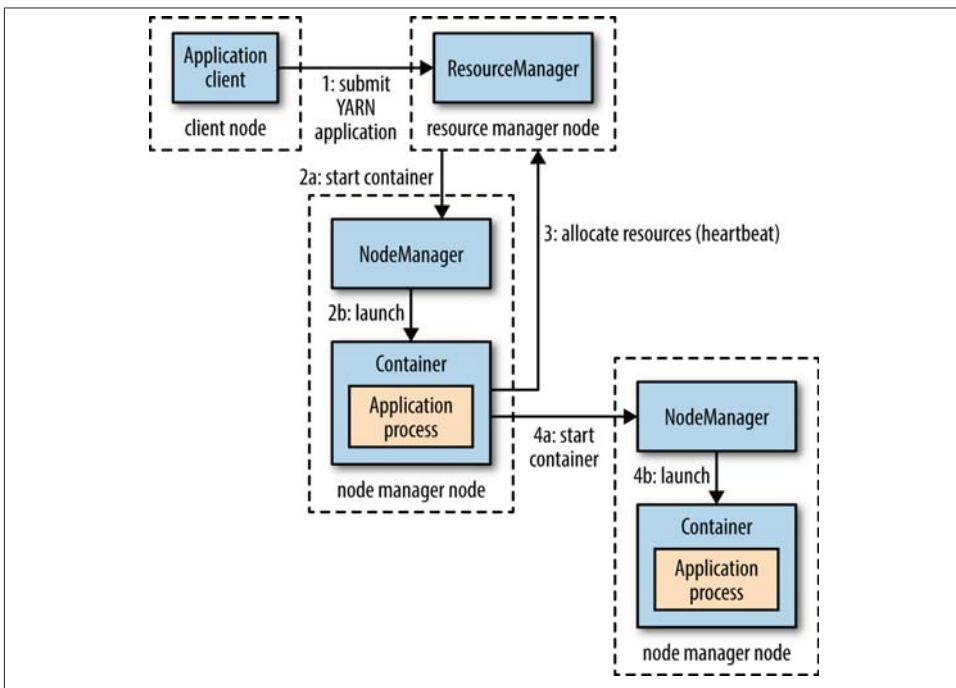 Application
client
client node
1: submit
YARN
application
ResourceManager
resource manager node
2a: start container
NodeManager
2b: launch
Container
Application
process
node manager node
3: allocate resources (heartbeat)
4a: start
container
NodeManager
4b: launch
Container
Application
process
node manager node